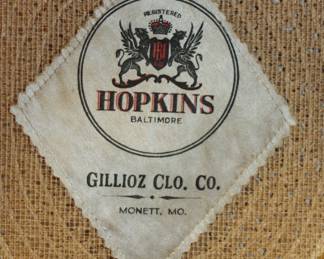 REGISTERED
HOPKINS
BALTIMORE
GILLIOZ CLO. CO.
MONETT, MO.